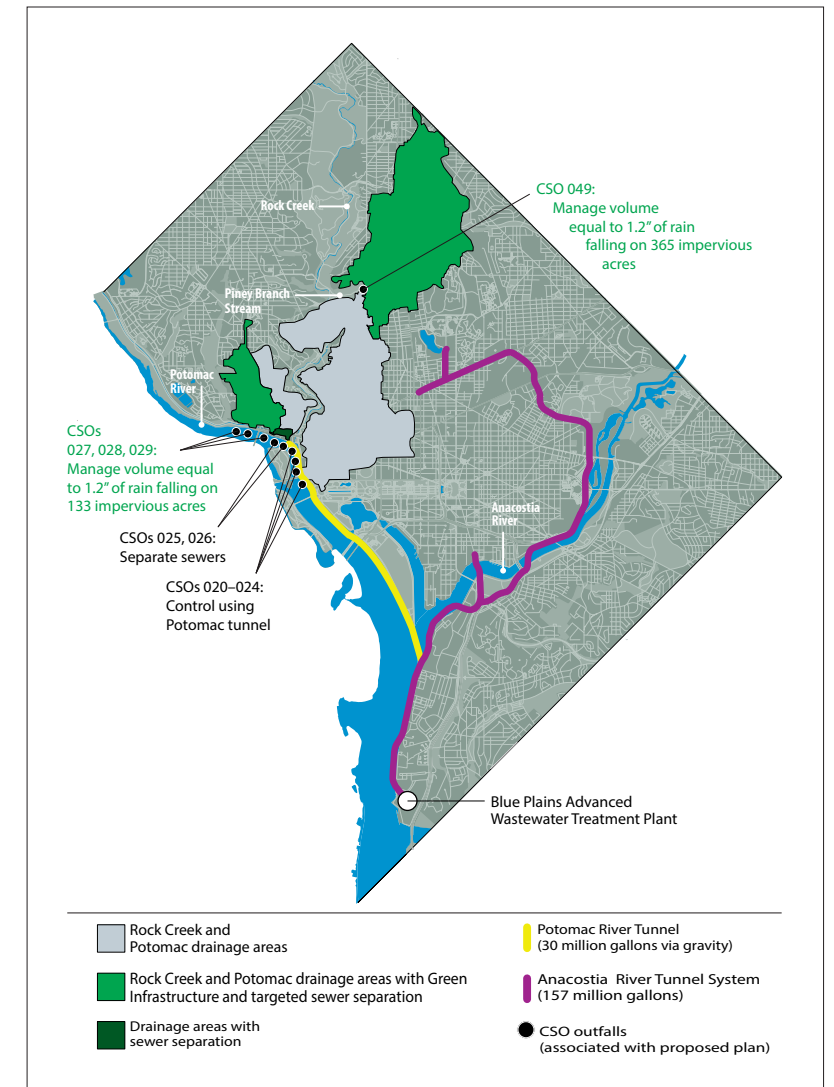 CSO 049:
Manage volume
equal to 1.2” of rain
falling on 365 impervious
acres
Rock Creek
Piney Branch
Stream
Potomac
River
CSOs
027, 028, 029:
Manage volume equal
to 1.2” of rain falling on
133 impervious acres
CSOs 025, 026:
Separate sewers
CSOs 020–024:
Control using
Potomac tunnel
Anacostia
River
Blue Plains Advanced
Wastewater Treatment Plant
Rock Creek and
Potomac drainage areas
Rock Creek and Potomac drainage areas with Green
Infrastructure and targeted sewer separation
Drainage areas with
sewer separation
Potomac River Tunnel
(30 million gallons via gravity)
Anacostia River Tunnel System
(157 million gallons)
CSO outfalls
(associated with proposed plan)